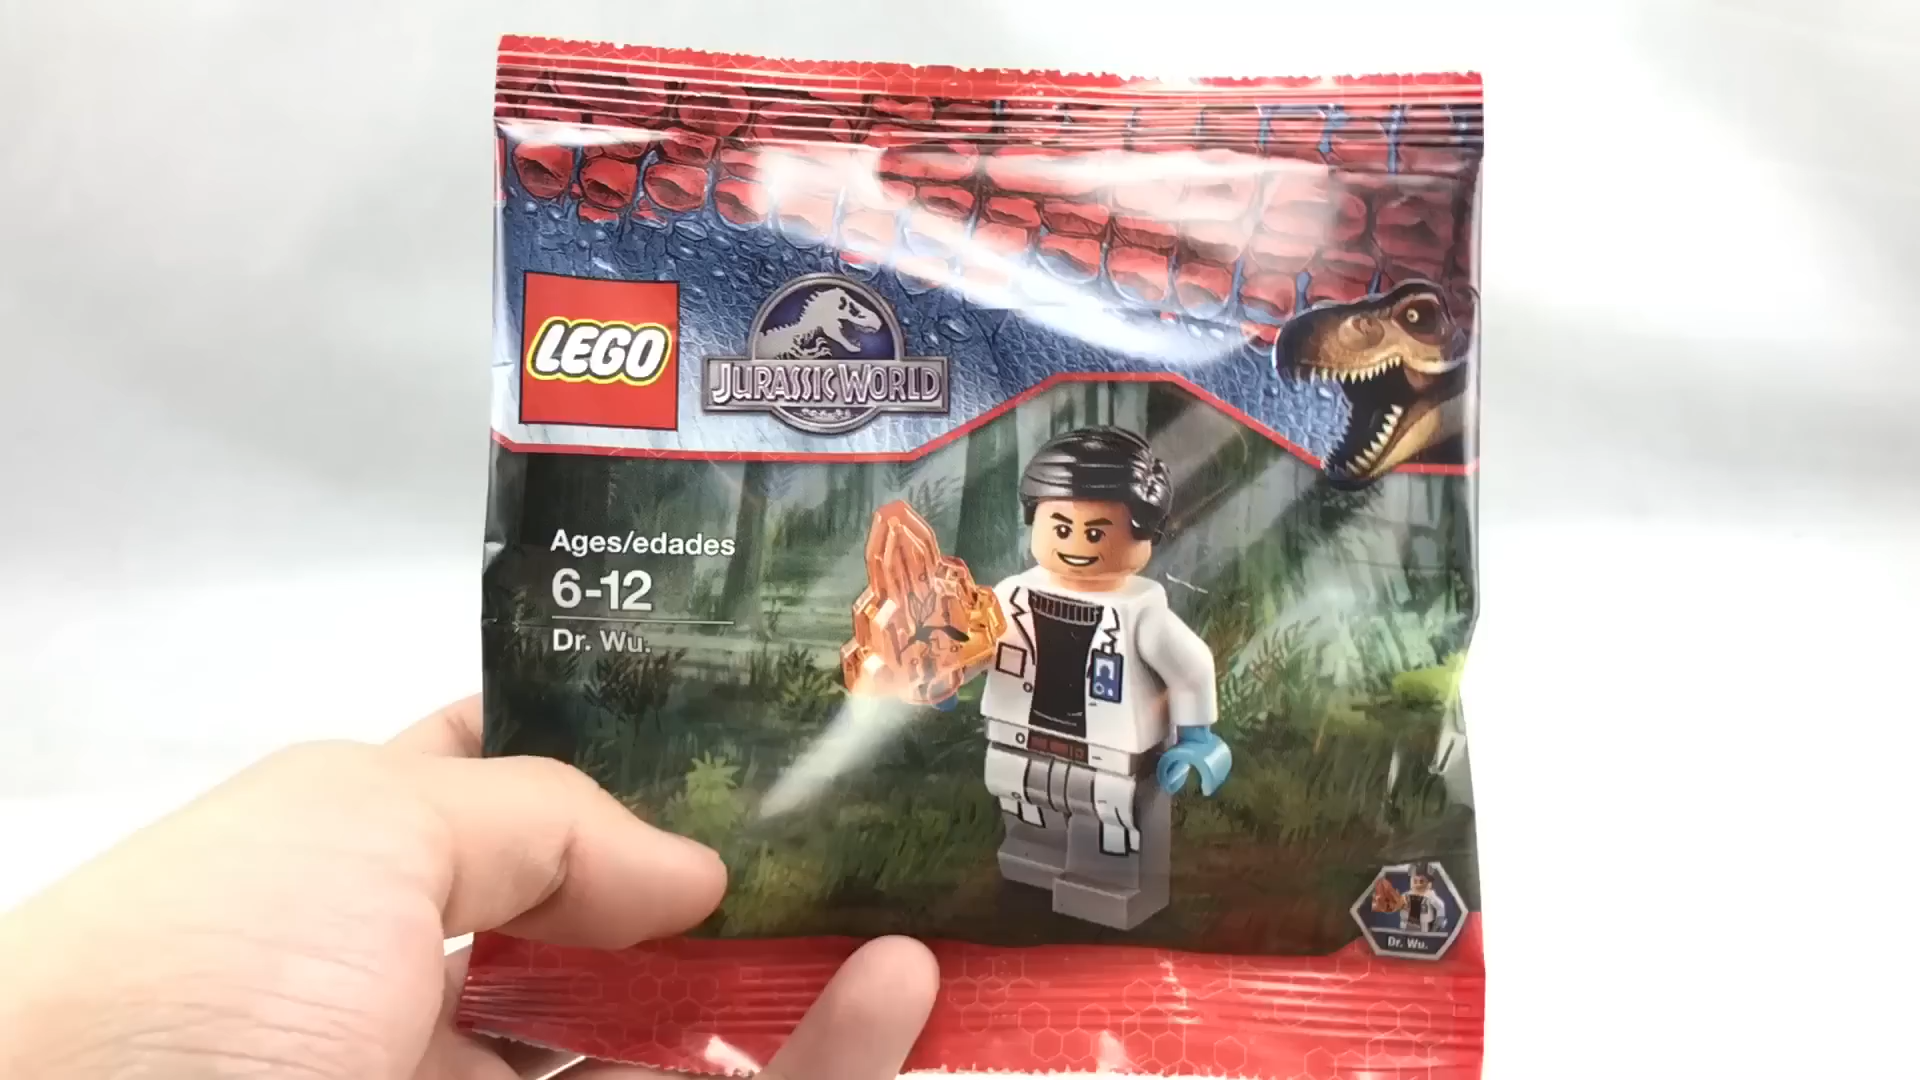 LEGO
JURASSIC WORLD
Ages/edades
6-12
Dr. Wu.
Dr. Wu.